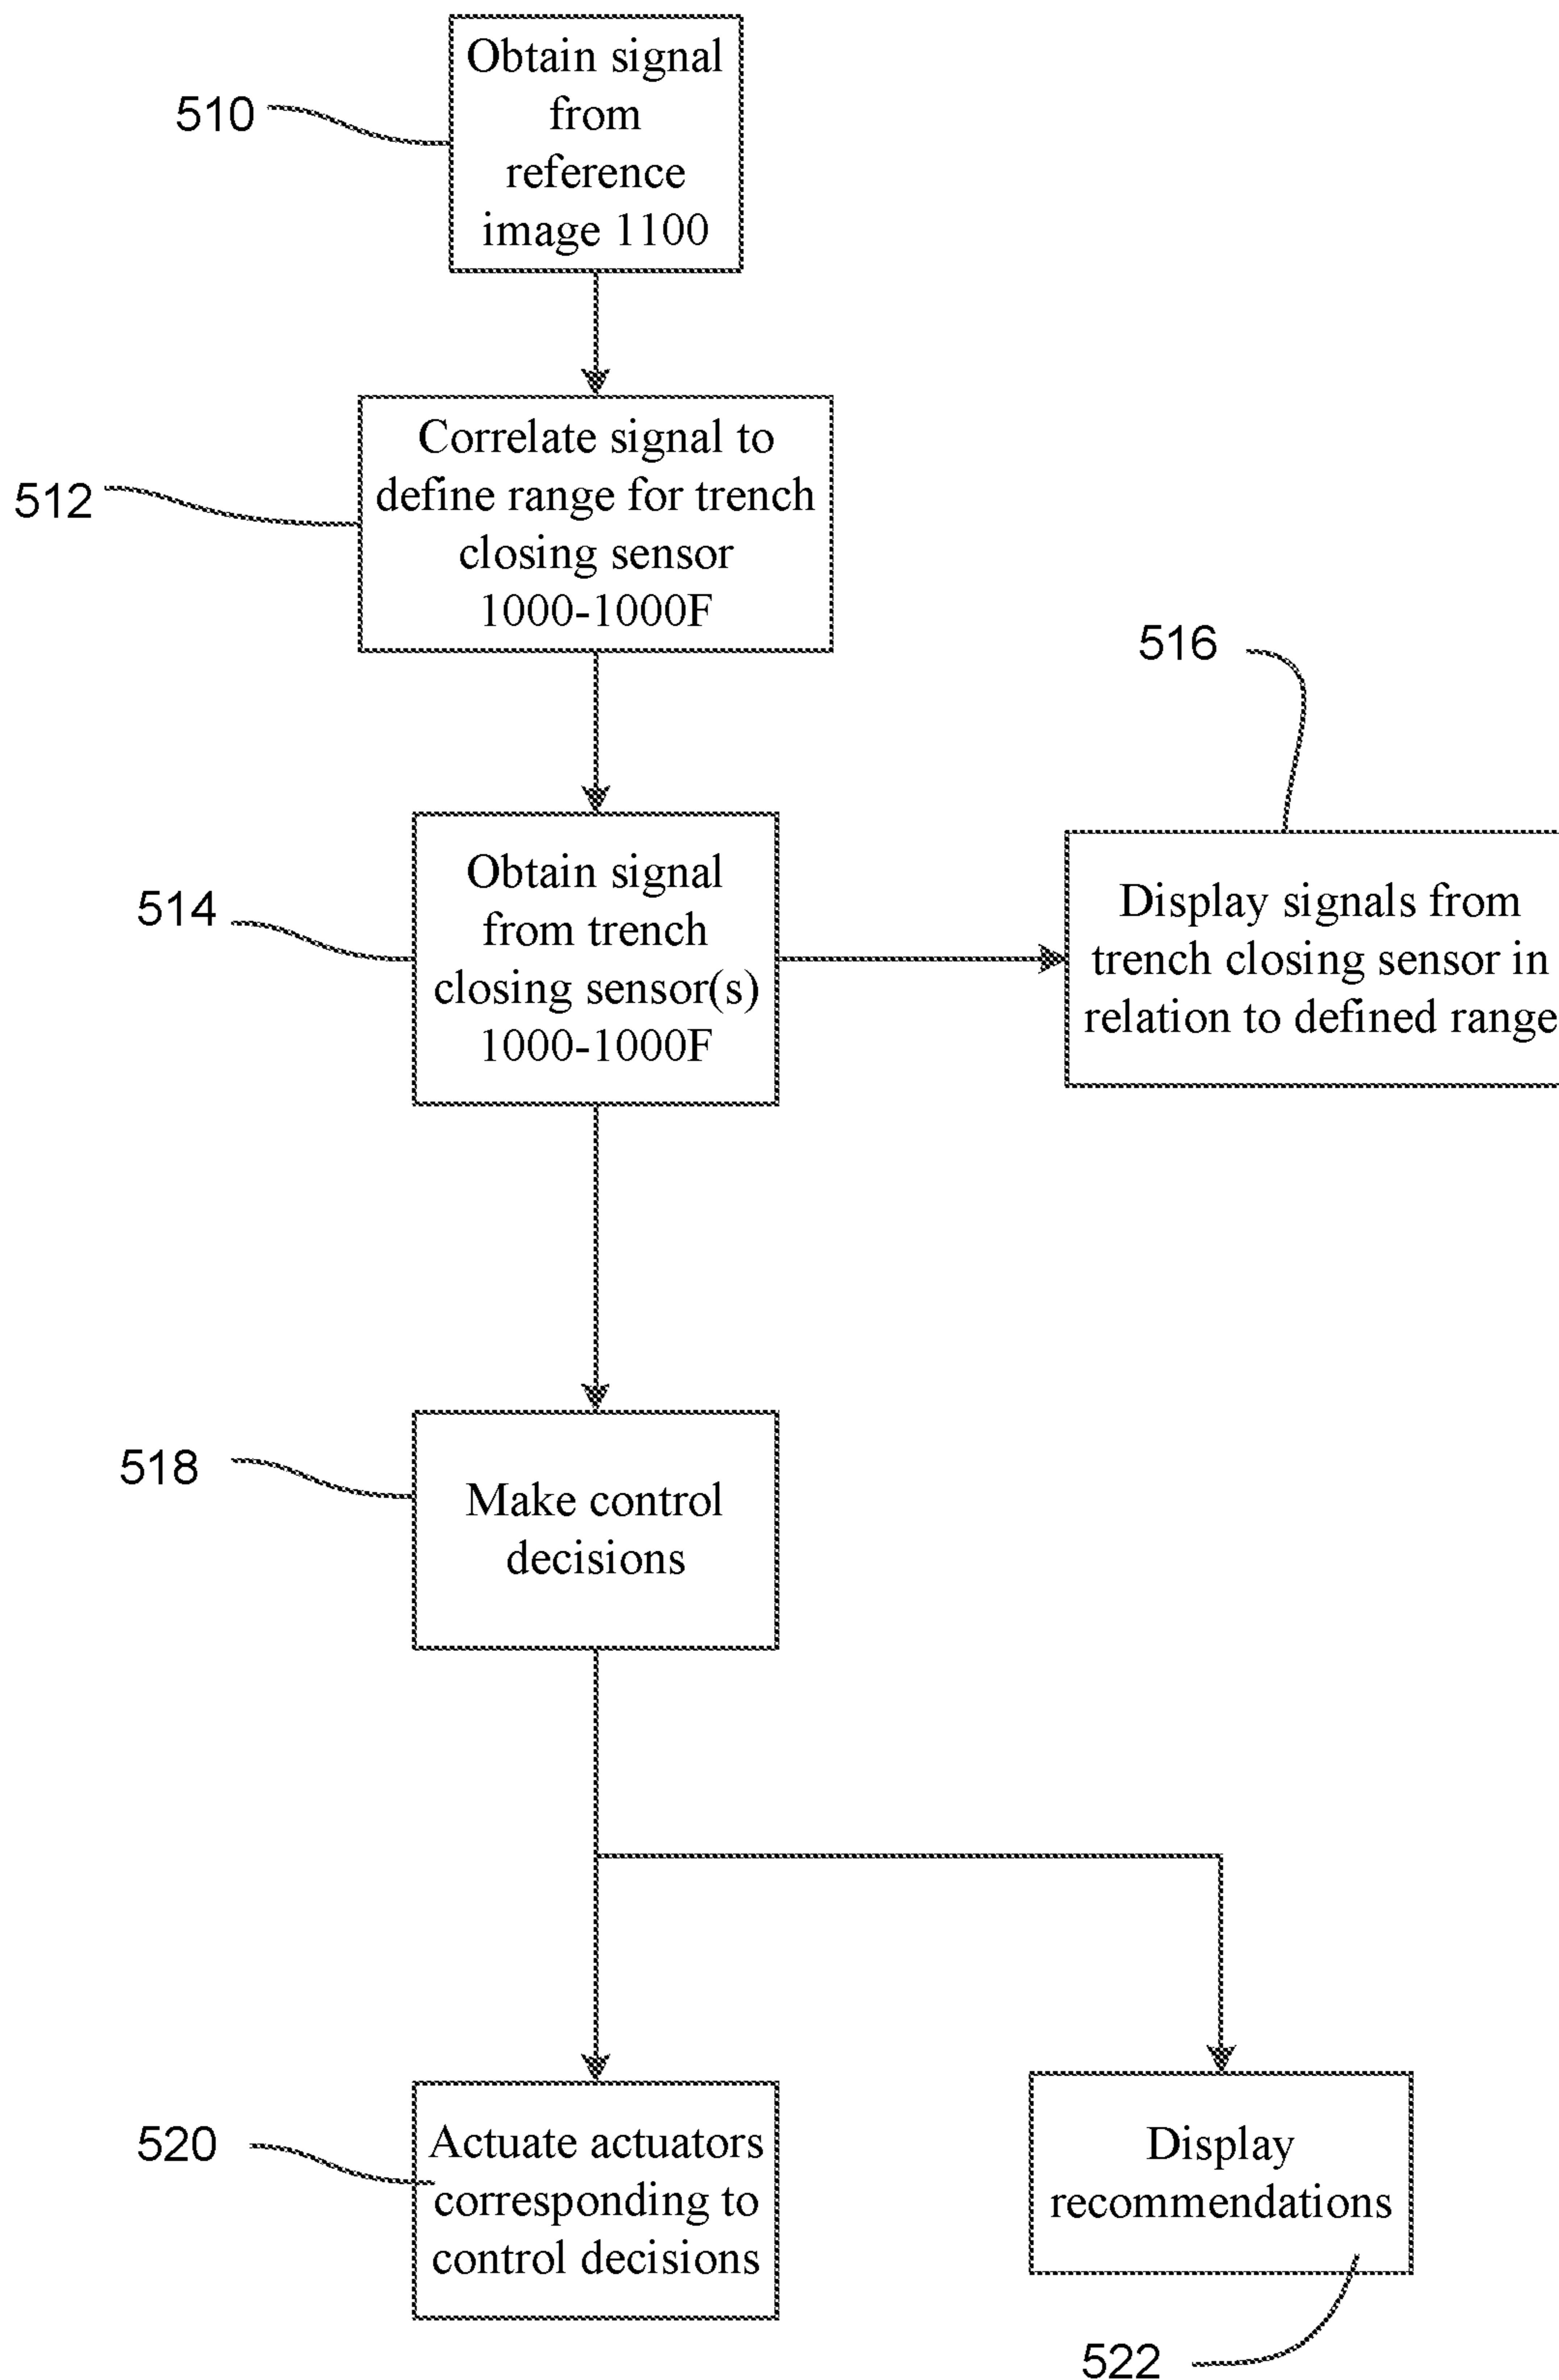 510
Obtain signal
from
reference
image 1100
512
Correlate signal to
define range for trench
closing sensor
1000-1000F
514
Obtain signal
from trench
closing sensor(s)
1000-1000F
516
Display signals from
trench closing sensor in
relation to defined range
518
Make control
decisions
520
Actuate actuators
corresponding to
control decisions
Display
recommendations
522